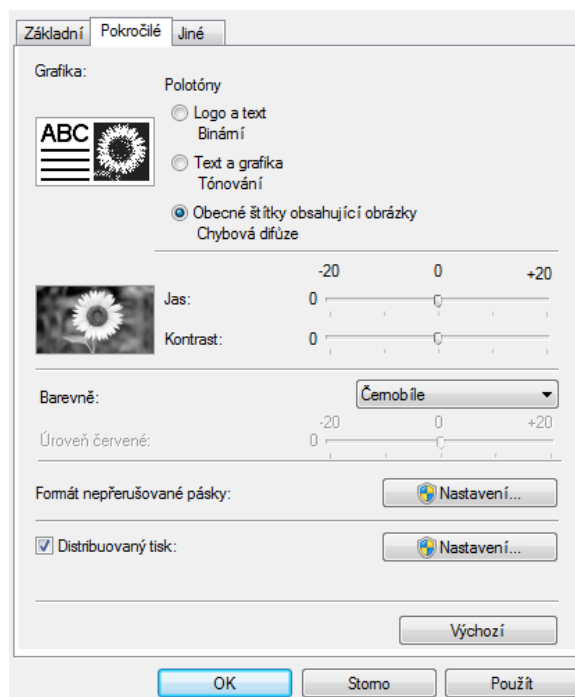 Základní Pokročilé Jiné
Grafika:
Polotóny
Logo a text
Binární
ABC
Text a grafika
Tónování
Obecné štítky obsahující obrázky
Chybová difúze
-20 0 +20
Jas: 0
Kontrast: 0
Barevně: Černobíle
-20 0 +20
Úroveň červené: 0
Formát nepřerušované pásky: Nastavení...
Distribuovaný tisk: Nastavení...
Výchozí
OK Storno Použít